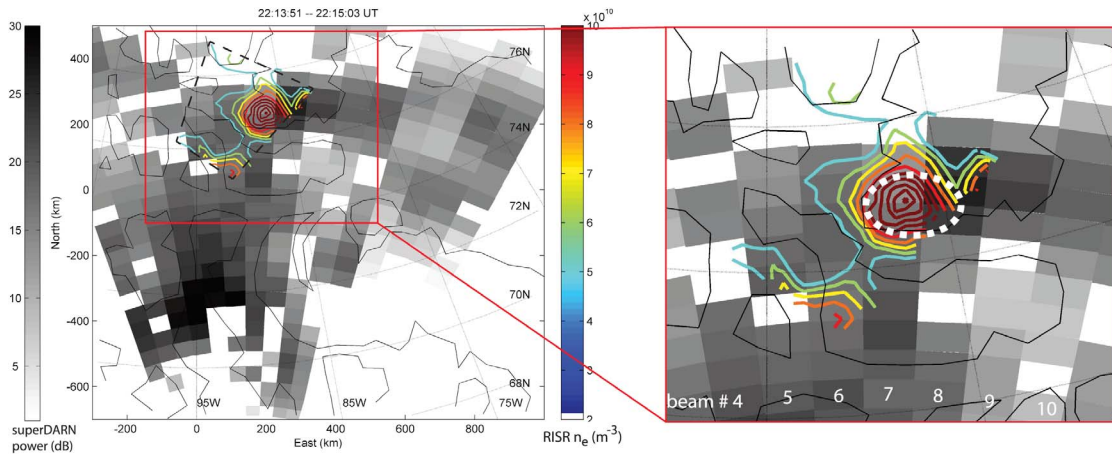 22:13:51 -- 22:15:03 UT
x 10^10
30
25
20
15
10
5
superDARN
power (dB)
400
200
0
-200
-400
-600
North (km)
-200
0
200
400
600
800
East (km)
76N
74N
72N
70N
68N
95W
85W
75W
10
9
8
7
6
5
4
3
2
RISR n_e (m^-3)
beam # 4
5
6
7
8
9
10